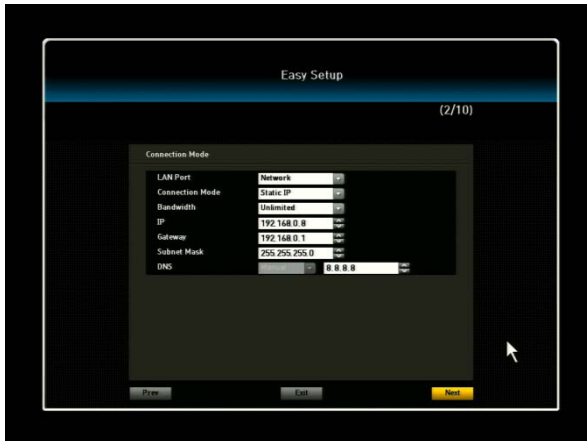 Easy Setup
(2/10)
Connection Mode
LAN Port Network
Connection Mode Static IP
Bandwidth Unlimited
IP 192.168.0.8
Gateway 192.168.0.1
Subnet Mask 255.255.255.0
DNS Manual 8.8.8.8
Prev Exit Next